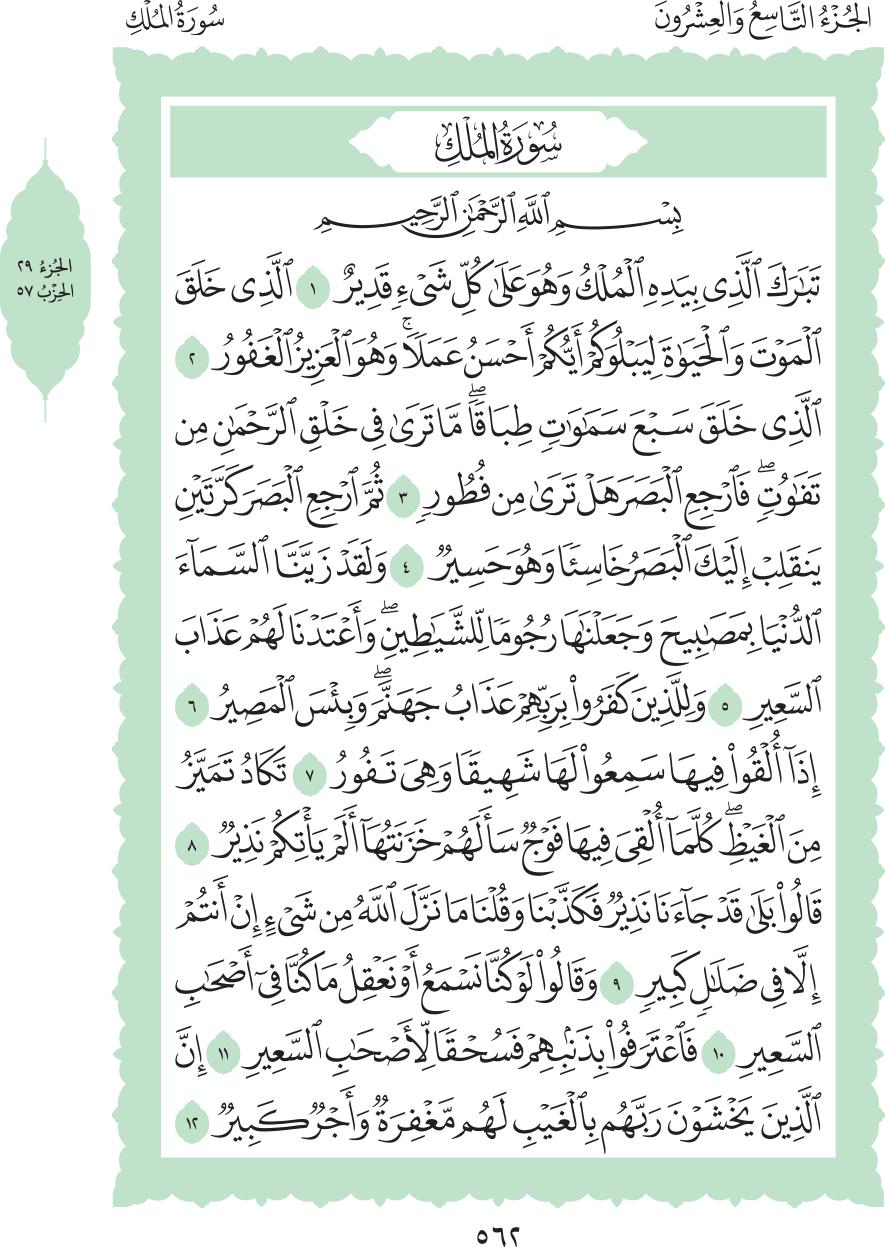 الجُزْءُ التَّاسِعُ وَالعِشْرُونَ
سُورَةُ المُلْكِ
الجُزءُ ٢٩
الحِزْبُ ٥٧
سُورَةُ المُلْكِ
بِسْمِ ٱللَّهِ ٱلرَّحْمَٰنِ ٱلرَّحِيمِ
تَبَٰرَكَ ٱلَّذِى بِيَدِهِ ٱلْمُلْكُ وَهُوَ عَلَىٰ كُلِّ شَىْءٍ قَدِيرٌ ١ ٱلَّذِى خَلَقَ
ٱلْمَوْتَ وَٱلْحَيَوٰةَ لِيَبْلُوَكُمْ أَيُّكُمْ أَحْسَنُ عَمَلًاۚ وَهُوَ ٱلْعَزِيزُ ٱلْغَفُورُ ٢
ٱلَّذِى خَلَقَ سَبْعَ سَمَٰوَٰتٍ طِبَاقًاۖ مَّا تَرَىٰ فِى خَلْقِ ٱلرَّحْمَٰنِ مِن
تَفَٰوُتٍۖ فَٱرْجِعِ ٱلْبَصَرَ هَلْ تَرَىٰ مِن فُطُورٍ ٣ ثُمَّ ٱرْجِعِ ٱلْبَصَرَ كَرَّتَيْنِ
يَنقَلِبْ إِلَيْكَ ٱلْبَصَرُ خَاسِئًا وَهُوَ حَسِيرٌ ٤ وَلَقَدْ زَيَّنَّا ٱلسَّمَآءَ
ٱلدُّنْيَا بِمَصَٰبِيحَ وَجَعَلْنَٰهَا رُجُومًا لِّلشَّيَٰطِينِۖ وَأَعْتَدْنَا لَهُمْ عَذَابَ
ٱلسَّعِيرِ ٥ وَلِلَّذِينَ كَفَرُوا۟ بِرَبِّهِمْ عَذَابُ جَهَنَّمَۖ وَبِئْسَ ٱلْمَصِيرُ ٦
إِذَآ أُلْقُوا۟ فِيهَا سَمِعُوا۟ لَهَا شَهِيقًا وَهِىَ تَفُورُ ٧ تَكَادُ تَمَيَّزُ
مِنَ ٱلْغَيْظِۖ كُلَّمَآ أُلْقِىَ فِيهَا فَوْجٌ سَأَلَهُمْ خَزَنَتُهَآ أَلَمْ يَأْتِكُمْ نَذِيرٌ ٨
قَالُوا۟ بَلَىٰ قَدْ جَآءَنَا نَذِيرٌ فَكَذَّبْنَا وَقُلْنَا مَا نَزَّلَ ٱللَّهُ مِن شَىْءٍ إِنْ أَنتُمْ
إِلَّا فِى ضَلَٰلٍ كَبِيرٍ ٩ وَقَالُوا۟ لَوْ كُنَّا نَسْمَعُ أَوْ نَعْقِلُ مَا كُنَّا فِىٓ أَصْحَٰبِ
ٱلسَّعِيرِ ١٠ فَٱعْتَرَفُوا۟ بِذَنۢبِهِمْ فَسُحْقًا لِّأَصْحَٰبِ ٱلسَّعِيرِ ١١ إِنَّ
ٱلَّذِينَ يَخْشَوْنَ رَبَّهُم بِٱلْغَيْبِ لَهُم مَّغْفِرَةٌ وَأَجْرٌ كَبِيرٌ ١٢
٥٦٢